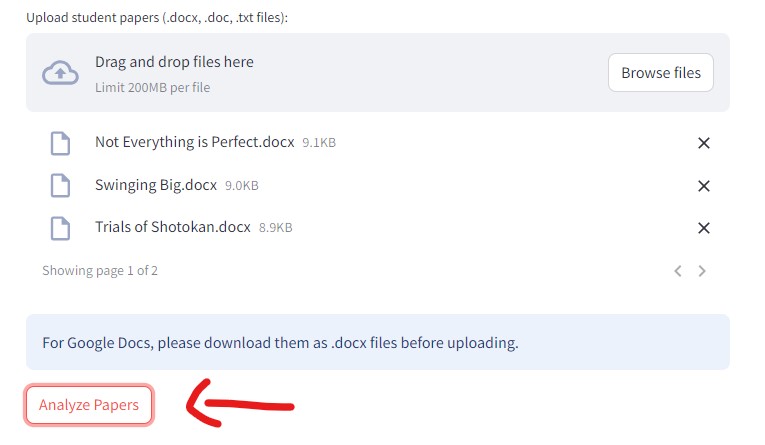 Upload student papers (.docx, .doc, .txt files):
Drag and drop files here
Limit 200MB per file
Browse files
Not Everything is Perfect.docx 9.1KB
Swinging Big.docx 9.0KB
Trials of Shotokan.docx 8.9KB
Showing page 1 of 2
For Google Docs, please download them as .docx files before uploading.
Analyze Papers